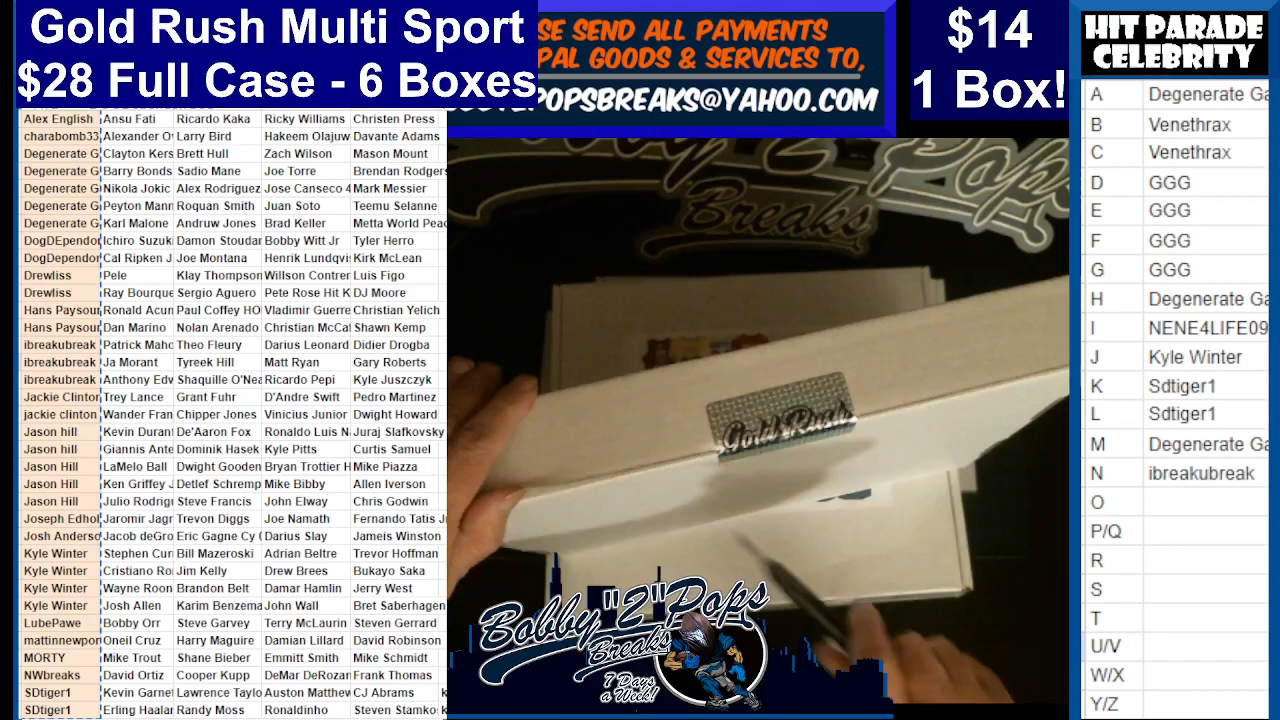 Gold Rush Multi Sport
$28 Full Case - 6 Boxes
SE SEND ALL PAYMENTS
PAL GOODS & SERVICES TO,
POPSBREAKS@YAHOO.COM
$14
1 Box!
HIT PARADE
CELEBRITY
Alex English Ansu Fati Ricardo Kaka Ricky Williams Christen Press
charabomb33 Alexander O Larry Bird Hakeem Olajuw Davante Adams
Degenerate G Clayton Kers Brett Hull Zach Wilson Mason Mount
Degenerate G Barry Bonds Sadio Mane Joe Torre Brendan Rodgers
Degenerate G Nikola Jokic Alex Rodriguez Jose Canseco 4 Mark Messier
Degenerate G Peyton Mann Roquan Smith Juan Soto Teemu Selanne
Degenerate G Karl Malone Andruw Jones Brad Keller Metta World Peac
DogDEpendor Ichiro Suzuk Damon Stoudar Bobby Witt Jr Tyler Herro
DogDependor Cal Ripken J Joe Montana Henrik Lundqvi Kirk McLean
Drewliss Pele Klay Thompson Willson Contrer Luis Figo
Drewliss Ray Bourque Sergio Aguero Pete Rose Hit K DJ Moore
Hans Paysour Ronald Acun Paul Coffey HO Vladimir Guerre Christian Yelich
Hans Paysour Dan Marino Nolan Arenado Christian McCaf Shawn Kemp
ibreakubreak Patrick Maho Theo Fleury Darius Leonard Didier Drogba
ibreakubreak Ja Morant Tyreek Hill Matt Ryan Gary Roberts
ibreakubreak Anthony Edw Shaquille O'Nea Ricardo Pepi Kyle Juszczyk
Jackie Clinton Trey Lance Grant Fuhr D'Andre Swift Pedro Martinez
jackie clinton Wander Fran Chipper Jones Vinicius Junior Dwight Howard
Jason hill Kevin Durant De'Aaron Fox Ronaldo Luis N Juraj Slafkovsky
Jason hill Giannis Ante Dominik Hasek Kyle Pitts Curtis Samuel
Jason Hill LaMelo Ball Dwight Gooden Bryan Trottier H Mike Piazza
Jason Hill Ken Griffey J Detlef Schremp Mike Bibby Allen Iverson
Jason Hill Julio Rodrigu Steve Francis John Elway Chris Godwin
Joseph Edhol Jaromir Jagr Trevon Diggs Joe Namath Fernando Tatis Jr
Josh Anderso Jacob deGro Eric Gagne Cy Darius Slay Jameis Winston
Kyle Winter Stephen Curr Bill Mazeroski Adrian Beltre Trevor Hoffman
Kyle Winter Cristiano Ro Jim Kelly Drew Brees Bukayo Saka
Kyle Winter Wayne Roon Brandon Belt Damar Hamlin Jerry West
Kyle Winter Josh Allen Karim Benzema John Wall Bret Saberhagen
LubePawe Bobby Orr Steve Garvey Terry McLaurin Steven Gerrard
mattinnewpor Oneil Cruz Harry Maguire Damian Lillard David Robinson
MORTY Mike Trout Shane Bieber Emmitt Smith Mike Schmidt
NWbreaks David Ortiz Cooper Kupp DeMar DeRozan Frank Thomas
SDtiger1 Kevin Garnet Lawrence Taylo Auston Matthew CJ Abrams
SDtiger1 Erling Haalan Randy Moss Ronaldinho Steven Stamko
Bobby "2" Pops
Breaks
Gold Rush
Bobby "2" Pops
Breaks
7 Days
a Week!
A Degenerate Ga
B Venethrax
C Venethrax
D GGG
E GGG
F GGG
G GGG
H Degenerate Ga
I NENE4LIFE09
J Kyle Winter
K Sdtiger1
L Sdtiger1
M Degenerate Ga
N ibreakubreak
O
P/Q
R
S
T
U/V
W/X
Y/Z